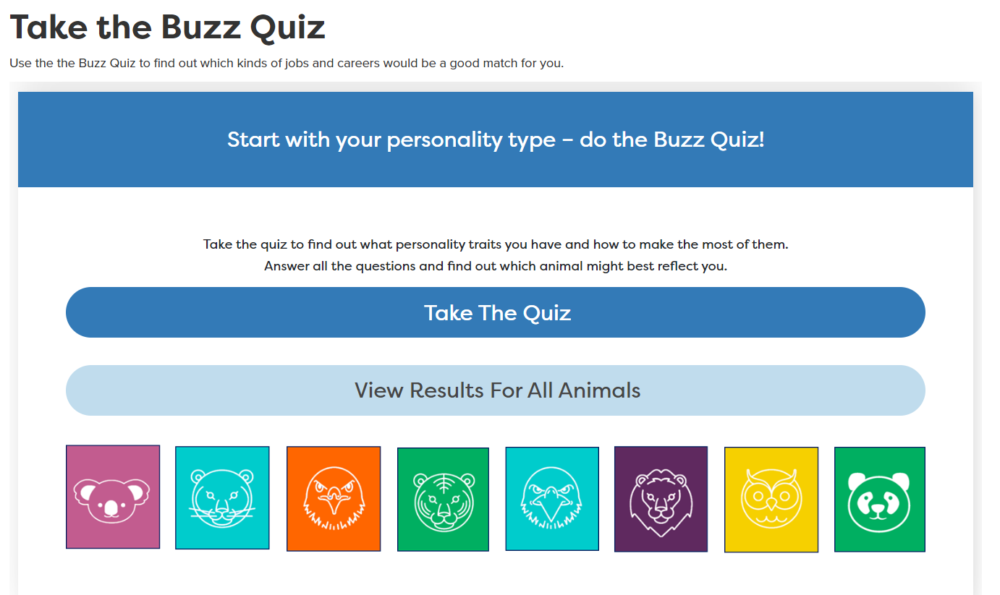 Take the Buzz Quiz
Use the the Buzz Quiz to find out which kinds of jobs and careers would be a good match for you.
Start with your personality type – do the Buzz Quiz!
Take the quiz to find out what personality traits you have and how to make the most of them.
Answer all the questions and find out which animal might best reflect you.
Take The Quiz
View Results For All Animals